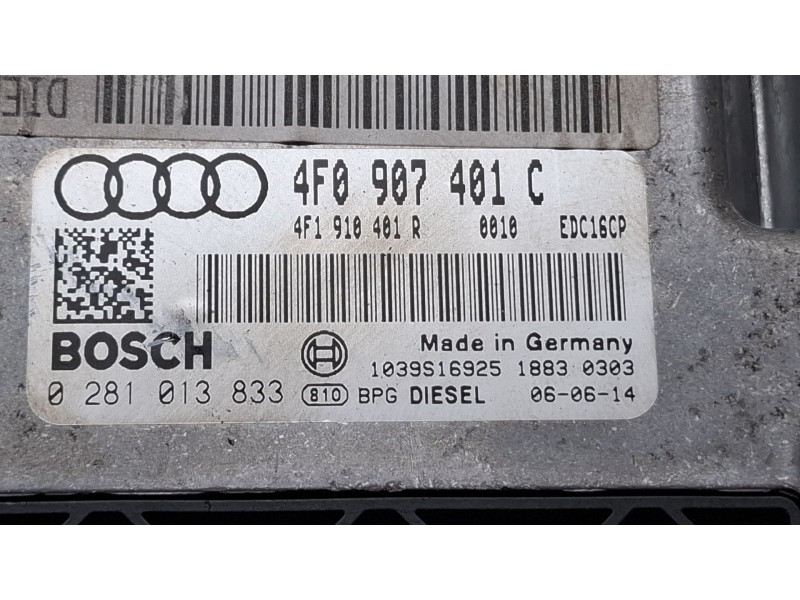 DIE
4F0 907 401 C
4F1 910 401 R 0010 EDC16CP
BOSCH Made in Germany
1039S16925 1883 0303
0 281 013 833 810 BPG DIESEL 06-06-14